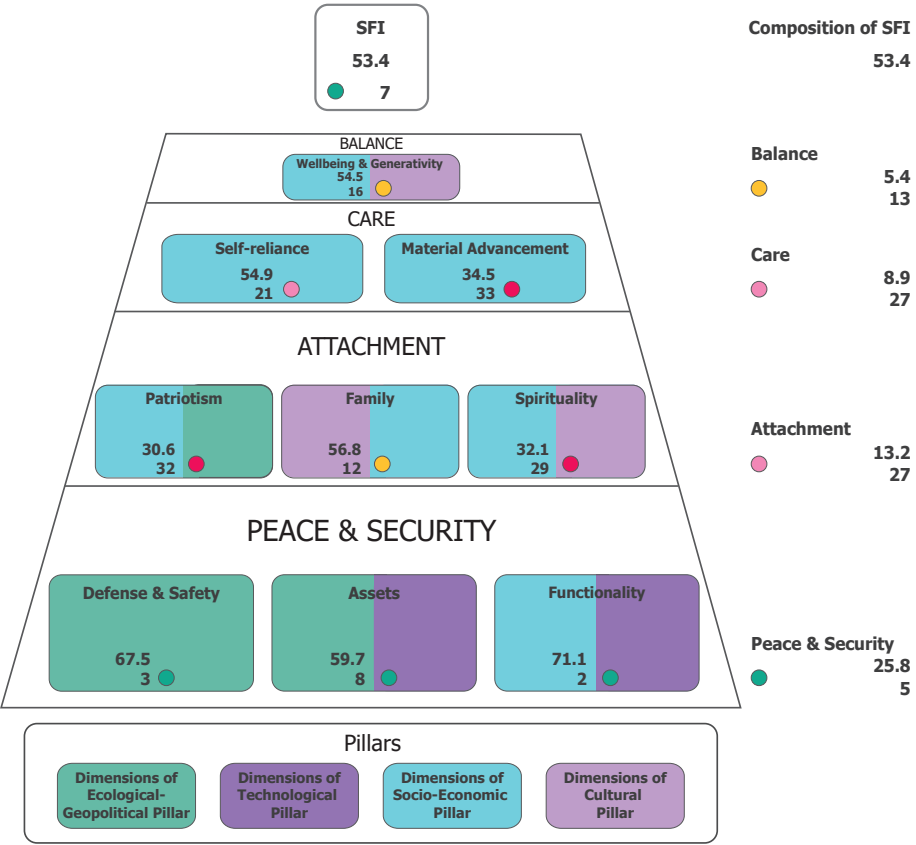 SFI
53.4
7
Composition of SFI
53.4
BALANCE
Wellbeing & Generativity
54.5
16
Balance
5.4
13
CARE
Self-reliance
54.9
21
Material Advancement
34.5
33
Care
8.9
27
ATTACHMENT
Patriotism
30.6
32
Family
56.8
12
Spirituality
32.1
29
Attachment
13.2
27
PEACE & SECURITY
Defense & Safety
67.5
3
Assets
59.7
8
Functionality
71.1
2
Peace & Security
25.8
5
Pillars
Dimensions of
Ecological-
Geopolitical Pillar
Dimensions of
Technological
Pillar
Dimensions of
Socio-Economic
Pillar
Dimensions of
Cultural
Pillar